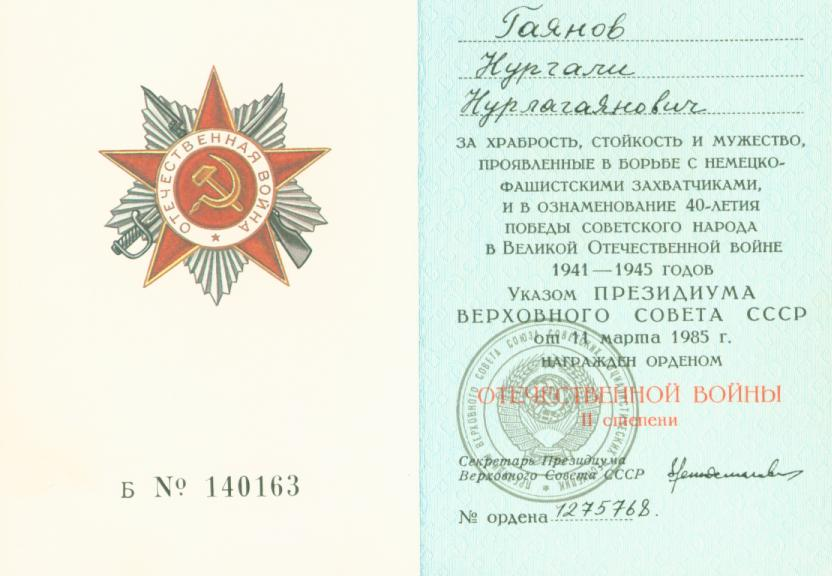 ОТЕЧЕСТВЕННАЯ ВОЙНА
Б № 140163
Гаянов
Нургали
Нурлагаянович
ЗА ХРАБРОСТЬ, СТОЙКОСТЬ И МУЖЕСТВО,
ПРОЯВЛЕННЫЕ В БОРЬБЕ С НЕМЕЦКО-
ФАШИСТСКИМИ ЗАХВАТЧИКАМИ,
И В ОЗНАМЕНОВАНИЕ 40-ЛЕТИЯ
ПОБЕДЫ СОВЕТСКОГО НАРОДА
В ВЕЛИКОЙ ОТЕЧЕСТВЕННОЙ ВОЙНЕ
1941—1945 ГОДОВ
УКАЗОМ ПРЕЗИДИУМА
ВЕРХОВНОГО СОВЕТА СССР
от 11 марта 1985 г.
НАГРАЖДЕН ОРДЕНОМ
ОТЕЧЕСТВЕННОЙ ВОЙНЫ
II степени
Секретарь Президиума
Верховного Совета СССР
№ ордена 1275768.